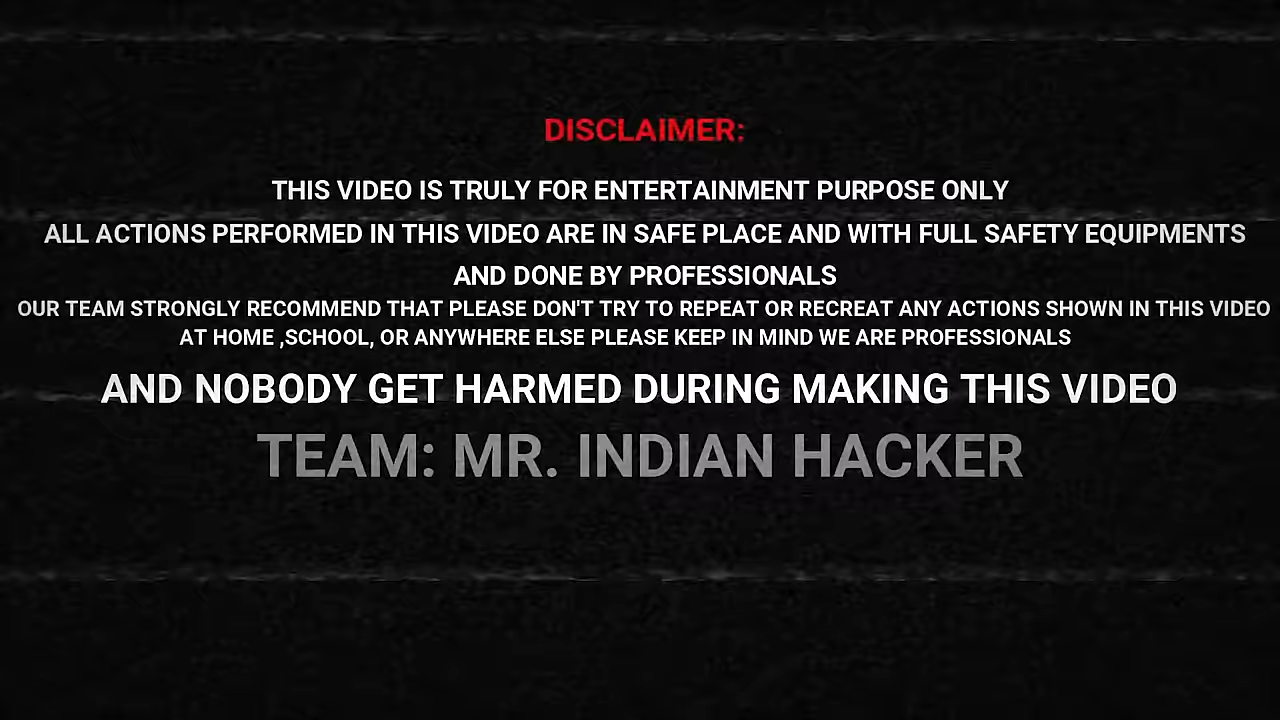 DISCLAIMER:
THIS VIDEO IS TRULY FOR ENTERTAINMENT PURPOSE ONLY
ALL ACTIONS PERFORMED IN THIS VIDEO ARE IN SAFE PLACE AND WITH FULL SAFETY EQUIPMENTS
AND DONE BY PROFESSIONALS
OUR TEAM STRONGLY RECOMMEND THAT PLEASE DON'T TRY TO REPEAT OR RECREAT ANY ACTIONS SHOWN IN THIS VIDEO
AT HOME ,SCHOOL, OR ANYWHERE ELSE PLEASE KEEP IN MIND WE ARE PROFESSIONALS
AND NOBODY GET HARMED DURING MAKING THIS VIDEO
TEAM: MR. INDIAN HACKER